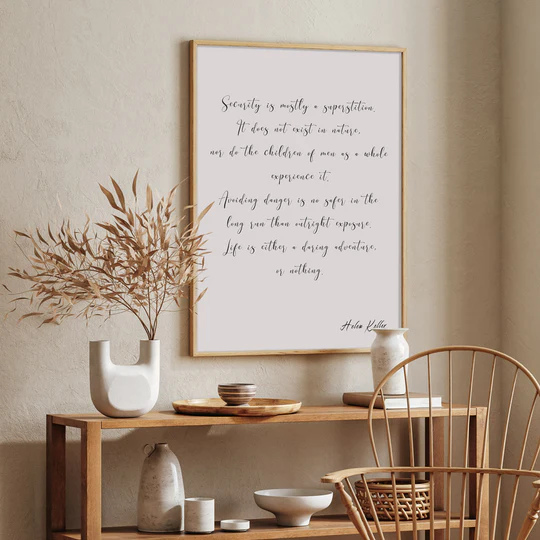 Security is mostly a superstition.
It does not exist in nature,
nor do the children of men as a whole
experience it.
Avoiding danger is no safer in the
long run than outright exposure.
Life is either a daring adventure,
or nothing.
Helen Keller